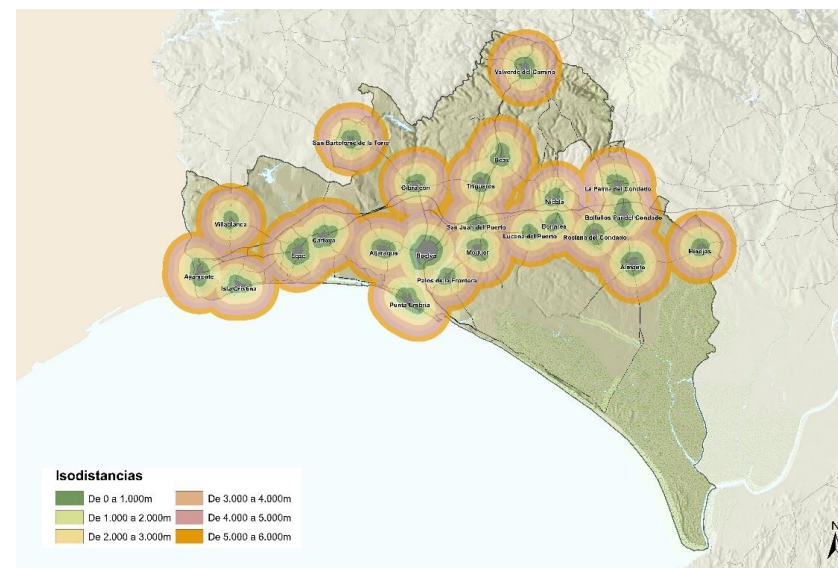 Valverde del Camino
San Bartolomé de la Torre
Beas
Gibraleón
Trigueros
La Palma del Condado
Niebla
Villablanca
Bollullos Par del Condado
San Juan del Puerto
Bonares
Cartaya
Lucena del Puerto
Rociana del Condado
Lepe
Aljaraque
Huelva
Moguer
Hinojos
Almonte
Ayamonte
Isla Cristina
Palos de la Frontera
Punta Umbría
Isodistancias
De 0 a 1.000m
De 3.000 a 4.000m
De 1.000 a 2.000m
De 4.000 a 5.000m
De 2.000 a 3.000m
De 5.000 a 6.000m
N